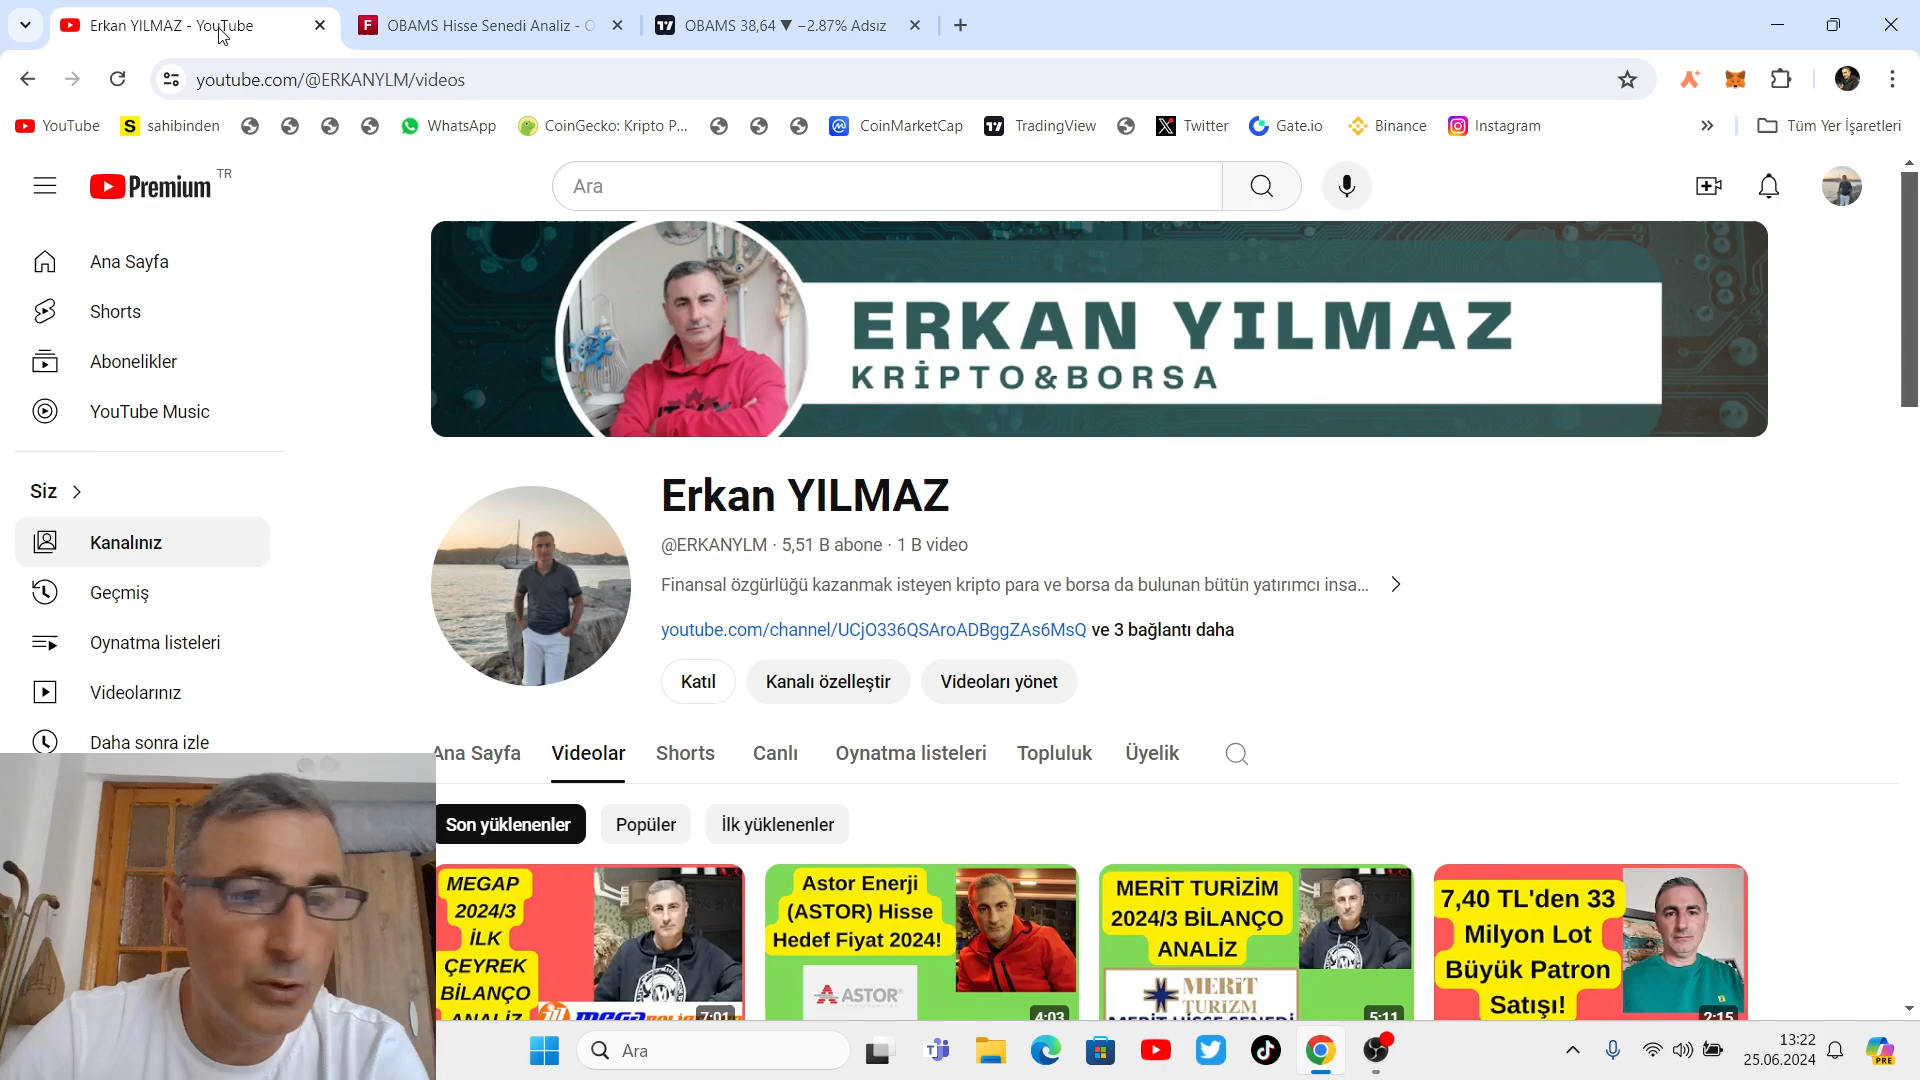 Erkan YILMAZ - YouTube
OBAMS Hisse Senedi Analiz - O
OBAMS 38,64 ▼ −2.87% Adsız
youtube.com/@ERKANYLM/videos
YouTube
sahibinden
WhatsApp
CoinGecko: Kripto P...
CoinMarketCap
TradingView
Twitter
Gate.io
Binance
Instagram
Tüm Yer İşaretleri
Premium TR
Ara
Ana Sayfa
Shorts
Abonelikler
YouTube Music
Siz
Kanalınız
Geçmiş
Oynatma listeleri
Videolarınız
Daha sonra izle
ERKAN YILMAZ
KRİPTO&BORSA
Erkan YILMAZ
@ERKANYLM · 5,51 B abone · 1 B video
Finansal özgürlüğü kazanmak isteyen kripto para ve borsa da bulunan bütün yatırımcı insa...
youtube.com/channel/UCjO336QSAroADBggZAs6MsQ ve 3 bağlantı daha
Katıl
Kanalı özelleştir
Videoları yönet
Ana Sayfa
Videolar
Shorts
Canlı
Oynatma listeleri
Topluluk
Üyelik
Son yüklenenler
Popüler
İlk yüklenenler
MEGAP
2024/3
İLK
ÇEYREK
BİLANÇO
ANALİZ
7:01
Astor Enerji
(ASTOR) Hisse
Hedef Fiyat 2024!
ASTOR
4:03
MERİT TURİZİM
2024/3 BİLANÇO
ANALİZ
MERİT
TURİZM
MERİT HİSSE SENEDİ
5:11
7,40 TL'den 33
Milyon Lot
Büyük Patron
Satışı!
2:15
Ara
13:22
25.06.2024
PRE